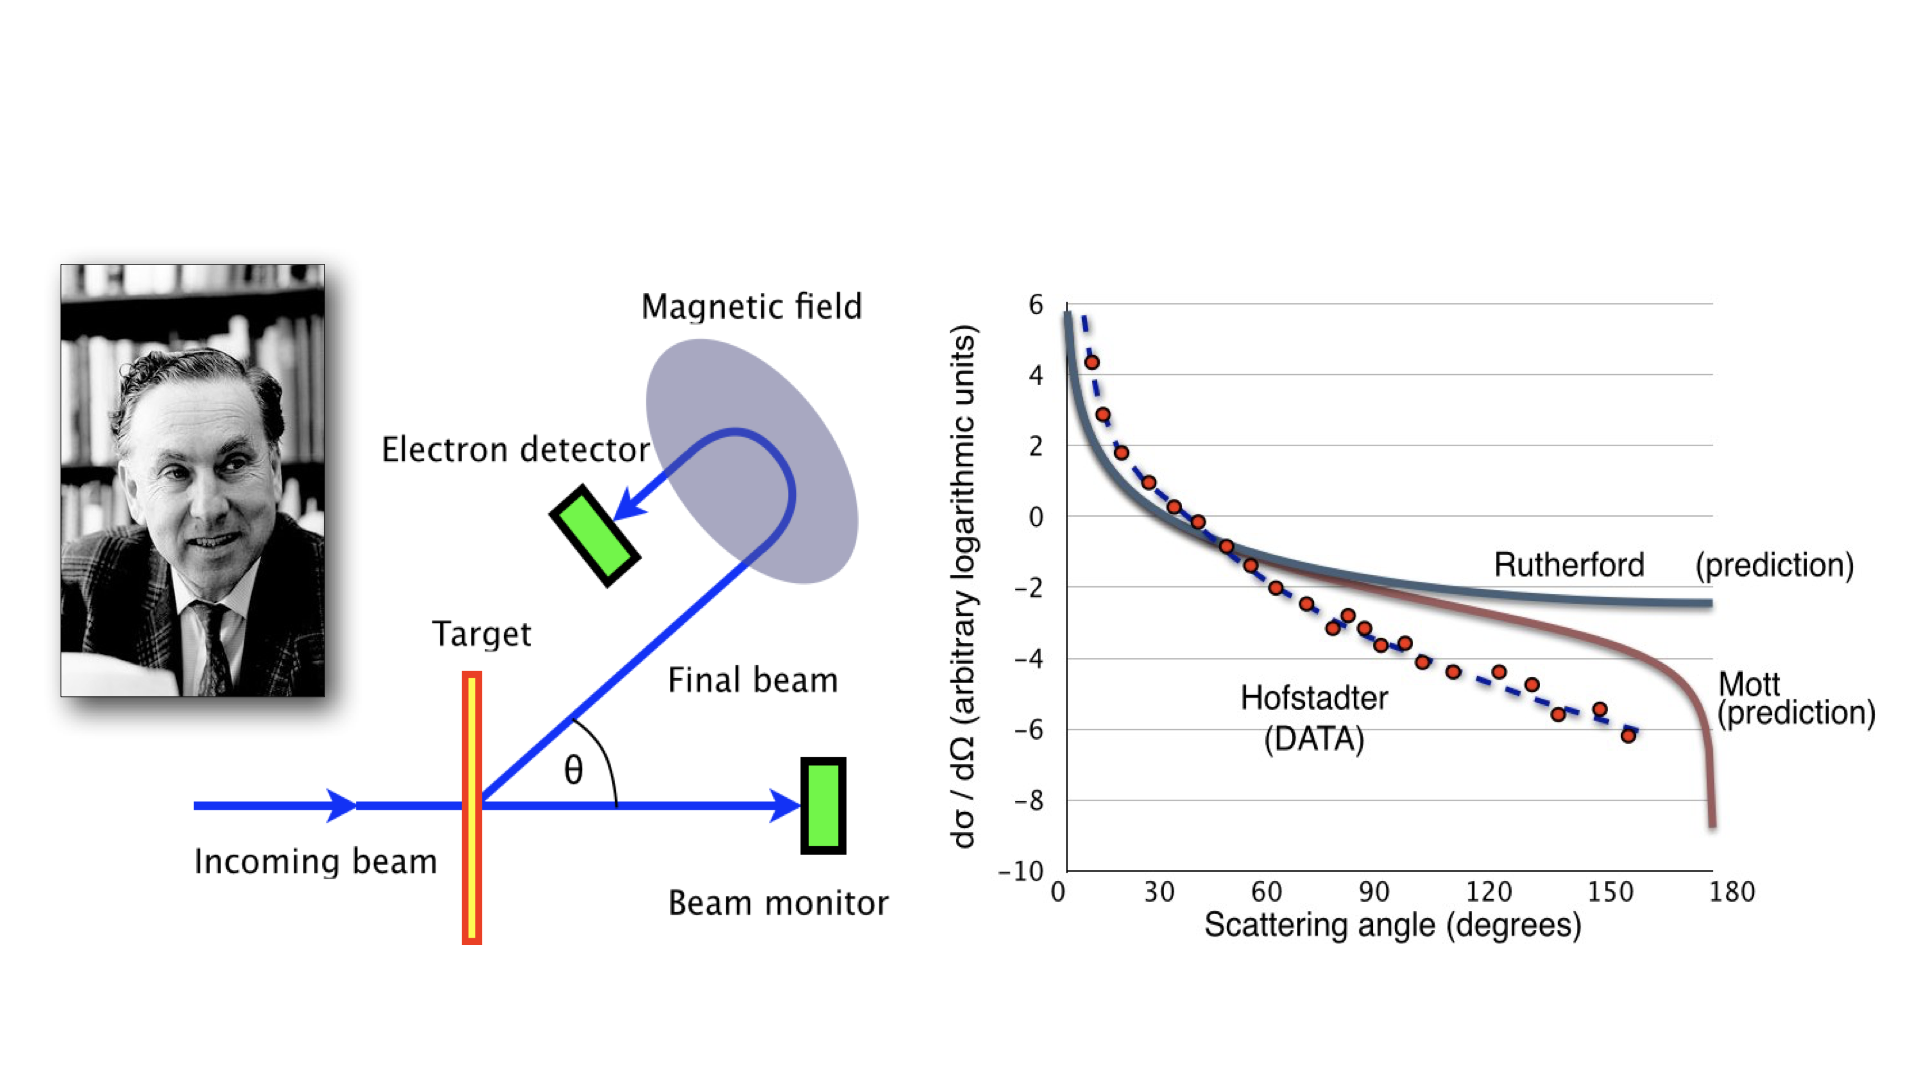 Magnetic field
Electron detector
Target
Final beam
θ
Incoming beam
Beam monitor
dσ / dΩ (arbitrary logarithmic units)
6
4
2
0
−2
−4
−6
−8
−10
0 30 60 90 120 150 180
Scattering angle (degrees)
Rutherford (prediction)
Mott
(prediction)
Hofstadter
(DATA)